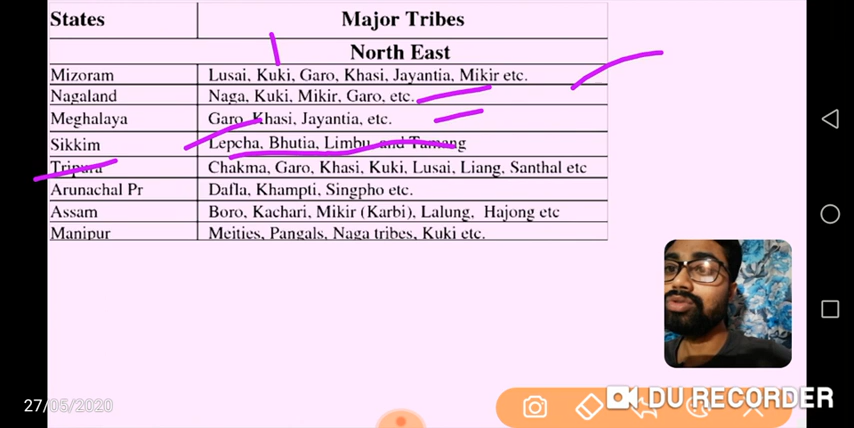 States Major Tribes
North East
Mizoram Lusai, Kuki, Garo, Khasi, Jayantia, Mikir etc.
Nagaland Naga, Kuki, Mikir, Garo, etc.
Meghalaya Garo, Khasi, Jayantia, etc.
Sikkim Lepcha, Bhutia, Limbu, and Tamang
Tripura Chakma, Garo, Khasi, Kuki, Lusai, Liang, Santhal etc
Arunachal Pr Dafla, Khampti, Singpho etc.
Assam Boro, Kachari, Mikir (Karbi), Lalung, Hajong etc
Manipur Meities, Pangals, Naga tribes, Kuki etc.
27/05/2020
DU RECORDER